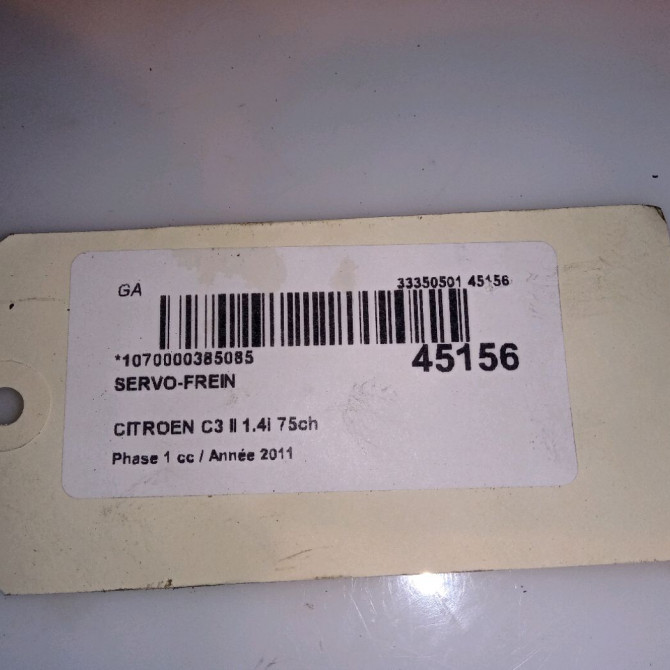 GA
33350501 45156
*1070000385085
45156
SERVO-FREIN
CITROEN C3 II 1.4i 75ch
Phase 1 cc / Année 2011